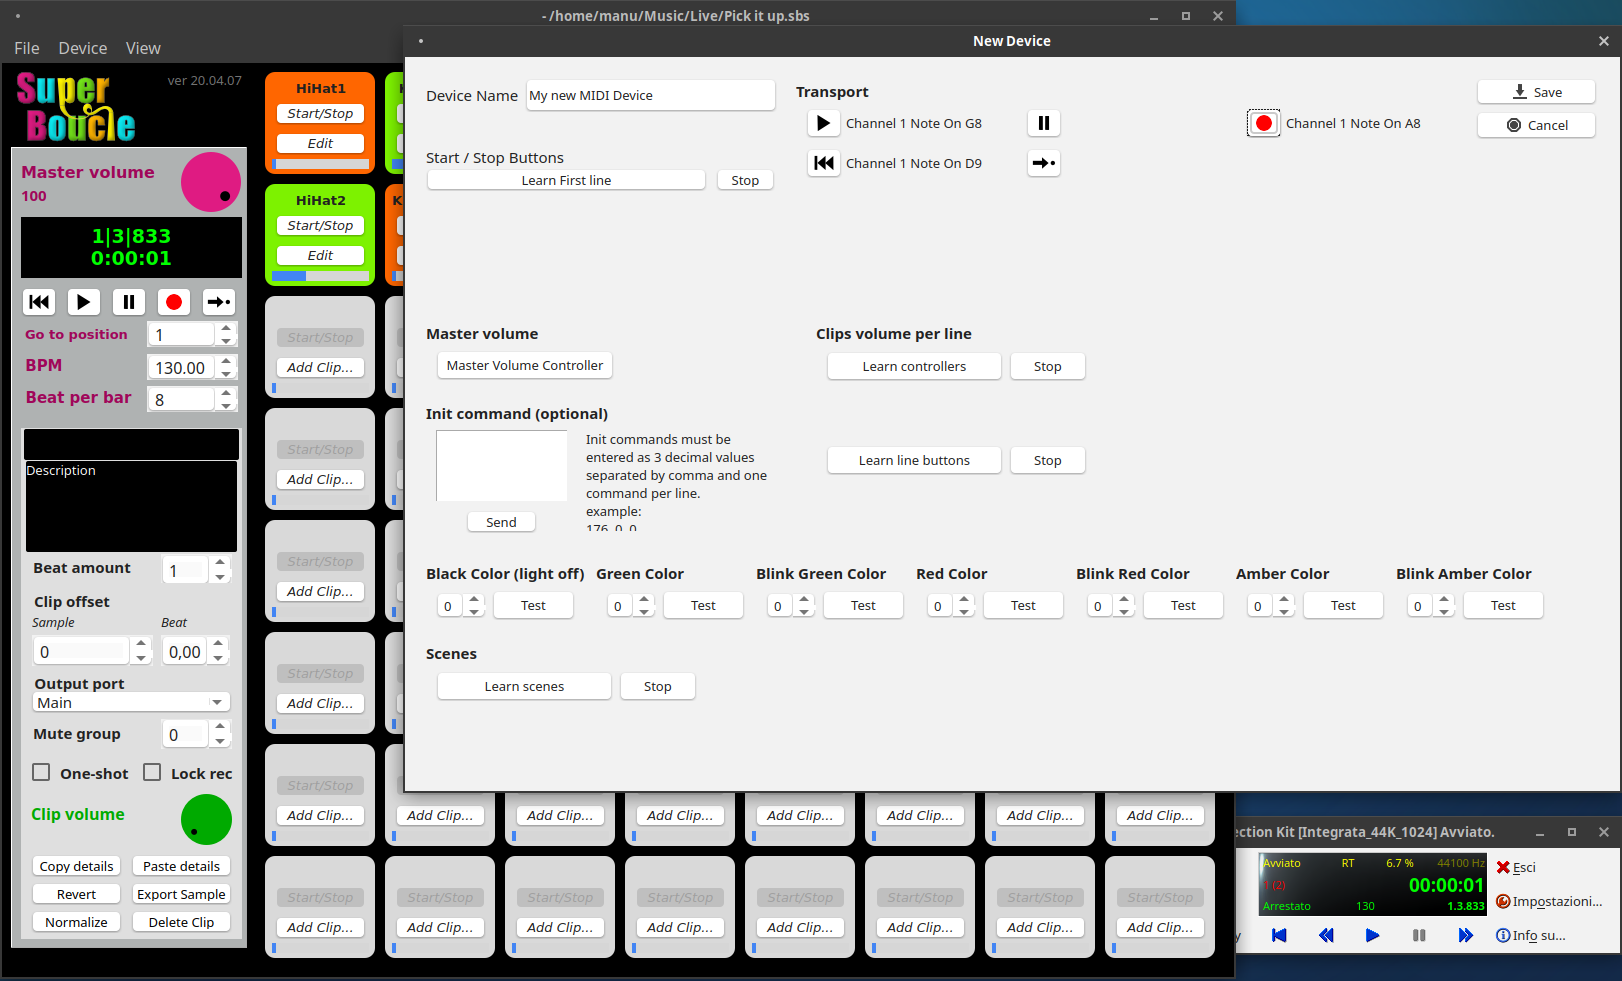 - /home/manu/Music/Live/Pick it up.sbs
File Device View
Super Boucle
ver 20.04.07
Master volume
100
1|3|833
0:00:01
Go to position 1
BPM 130.00
Beat per bar 8
Description
Beat amount 1
Clip offset
Sample Beat
0 0,00
Output port
Main
Mute group 0
One-shot Lock rec
Clip volume
Copy details Paste details
Revert Export Sample
Normalize Delete Clip
HiHat1
Start/Stop
Edit
HiHat2 K
Start/Stop
Edit
Start/Stop
Add Clip...
Start/Stop
Add Clip...
Start/Stop
Add Clip...
Start/Stop
Add Clip...
Start/Stop
Add Clip... Add Clip... Add Clip... Add Clip... Add Clip... Add Clip... Add Clip... Add Clip...
Start/Stop Start/Stop Start/Stop Start/Stop Start/Stop Start/Stop Start/Stop Start/Stop
Add Clip... Add Clip... Add Clip... Add Clip... Add Clip... Add Clip... Add Clip... Add Clip...
New Device
Device Name My new MIDI Device
Transport
Channel 1 Note On G8
Channel 1 Note On A8
Channel 1 Note On D9
Save
Cancel
Start / Stop Buttons
Learn First line Stop
Master volume
Master Volume Controller
Clips volume per line
Learn controllers Stop
Init command (optional)
Init commands must be
entered as 3 decimal values
separated by comma and one
command per line.
example:
176, 0, 0
Send
Learn line buttons Stop
Black Color (light off) Green Color Blink Green Color Red Color Blink Red Color Amber Color Blink Amber Color
0 Test 0 Test 0 Test 0 Test 0 Test 0 Test 0 Test
Scenes
Learn scenes Stop
ection Kit [Integrata_44K_1024] Avviato.
Avviato RT 6.7 % 44100 Hz
(2) 00:00:01
Arrestato 130 1.3.833
Esci
Impostazioni...
y
Info su...